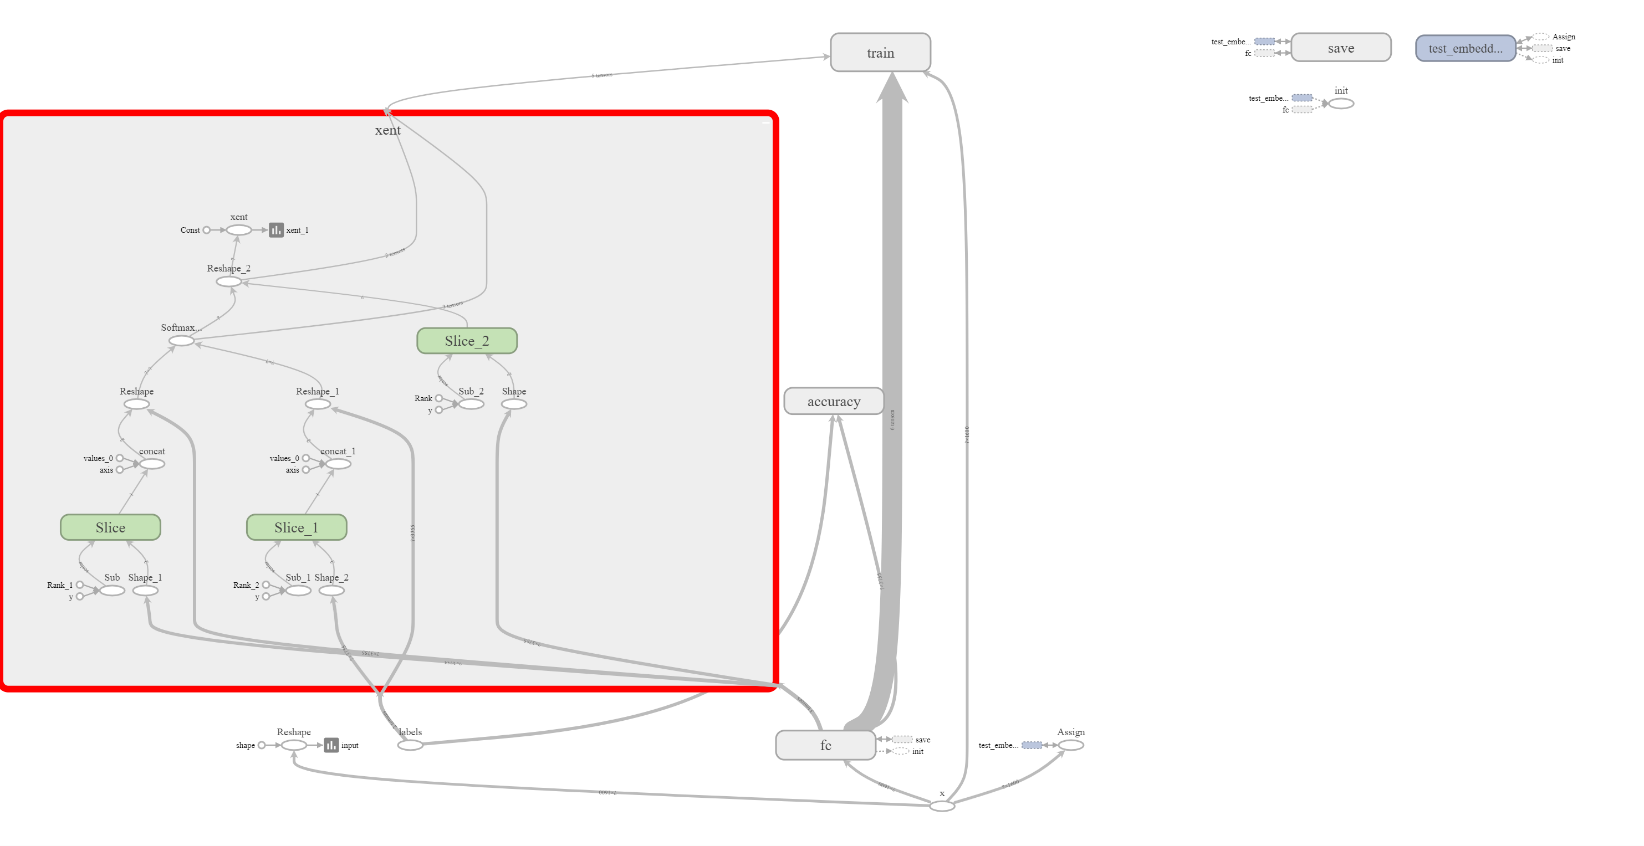 train
test_embe...
fc
save
test_embedd...
Assign
save
init
init
test_embe...
fc
xent
xent
Const
xent_1
Reshape_2
Softmax...
Slice_2
Reshape
Reshape_1
Rank
y
Sub_2
Shape
accuracy
values_0
axis
concat
values_0
axis
concat_1
Slice
Slice_1
Rank_1
y
Sub
Shape_1
Rank_2
y
Sub_1
Shape_2
shape
Reshape
input
labels
fc
save
init
test_embe...
Assign
x